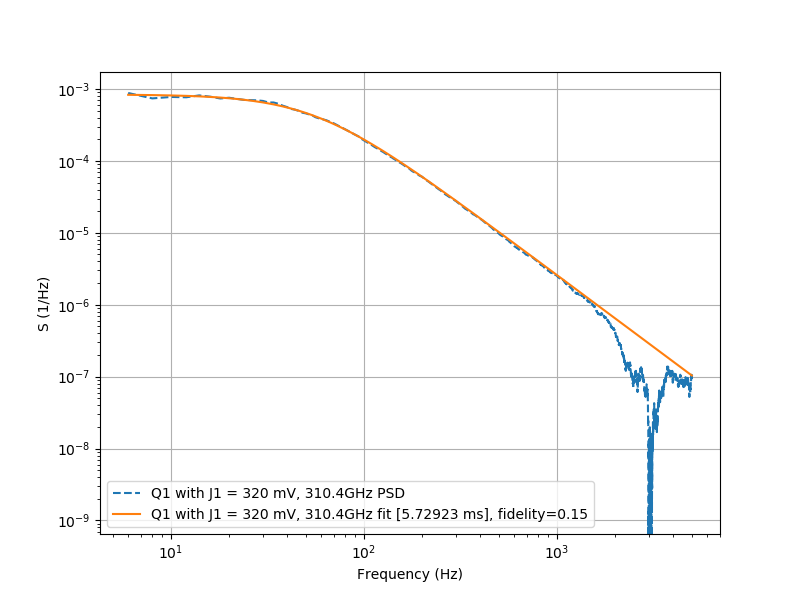 S (1/Hz)
10⁻³
10⁻⁴
10⁻⁵
10⁻⁶
10⁻⁷
10⁻⁸
10⁻⁹
Q1 with J1 = 320 mV, 310.4GHz PSD
Q1 with J1 = 320 mV, 310.4GHz fit [5.72923 ms], fidelity=0.15
10¹ 10² 10³
Frequency (Hz)